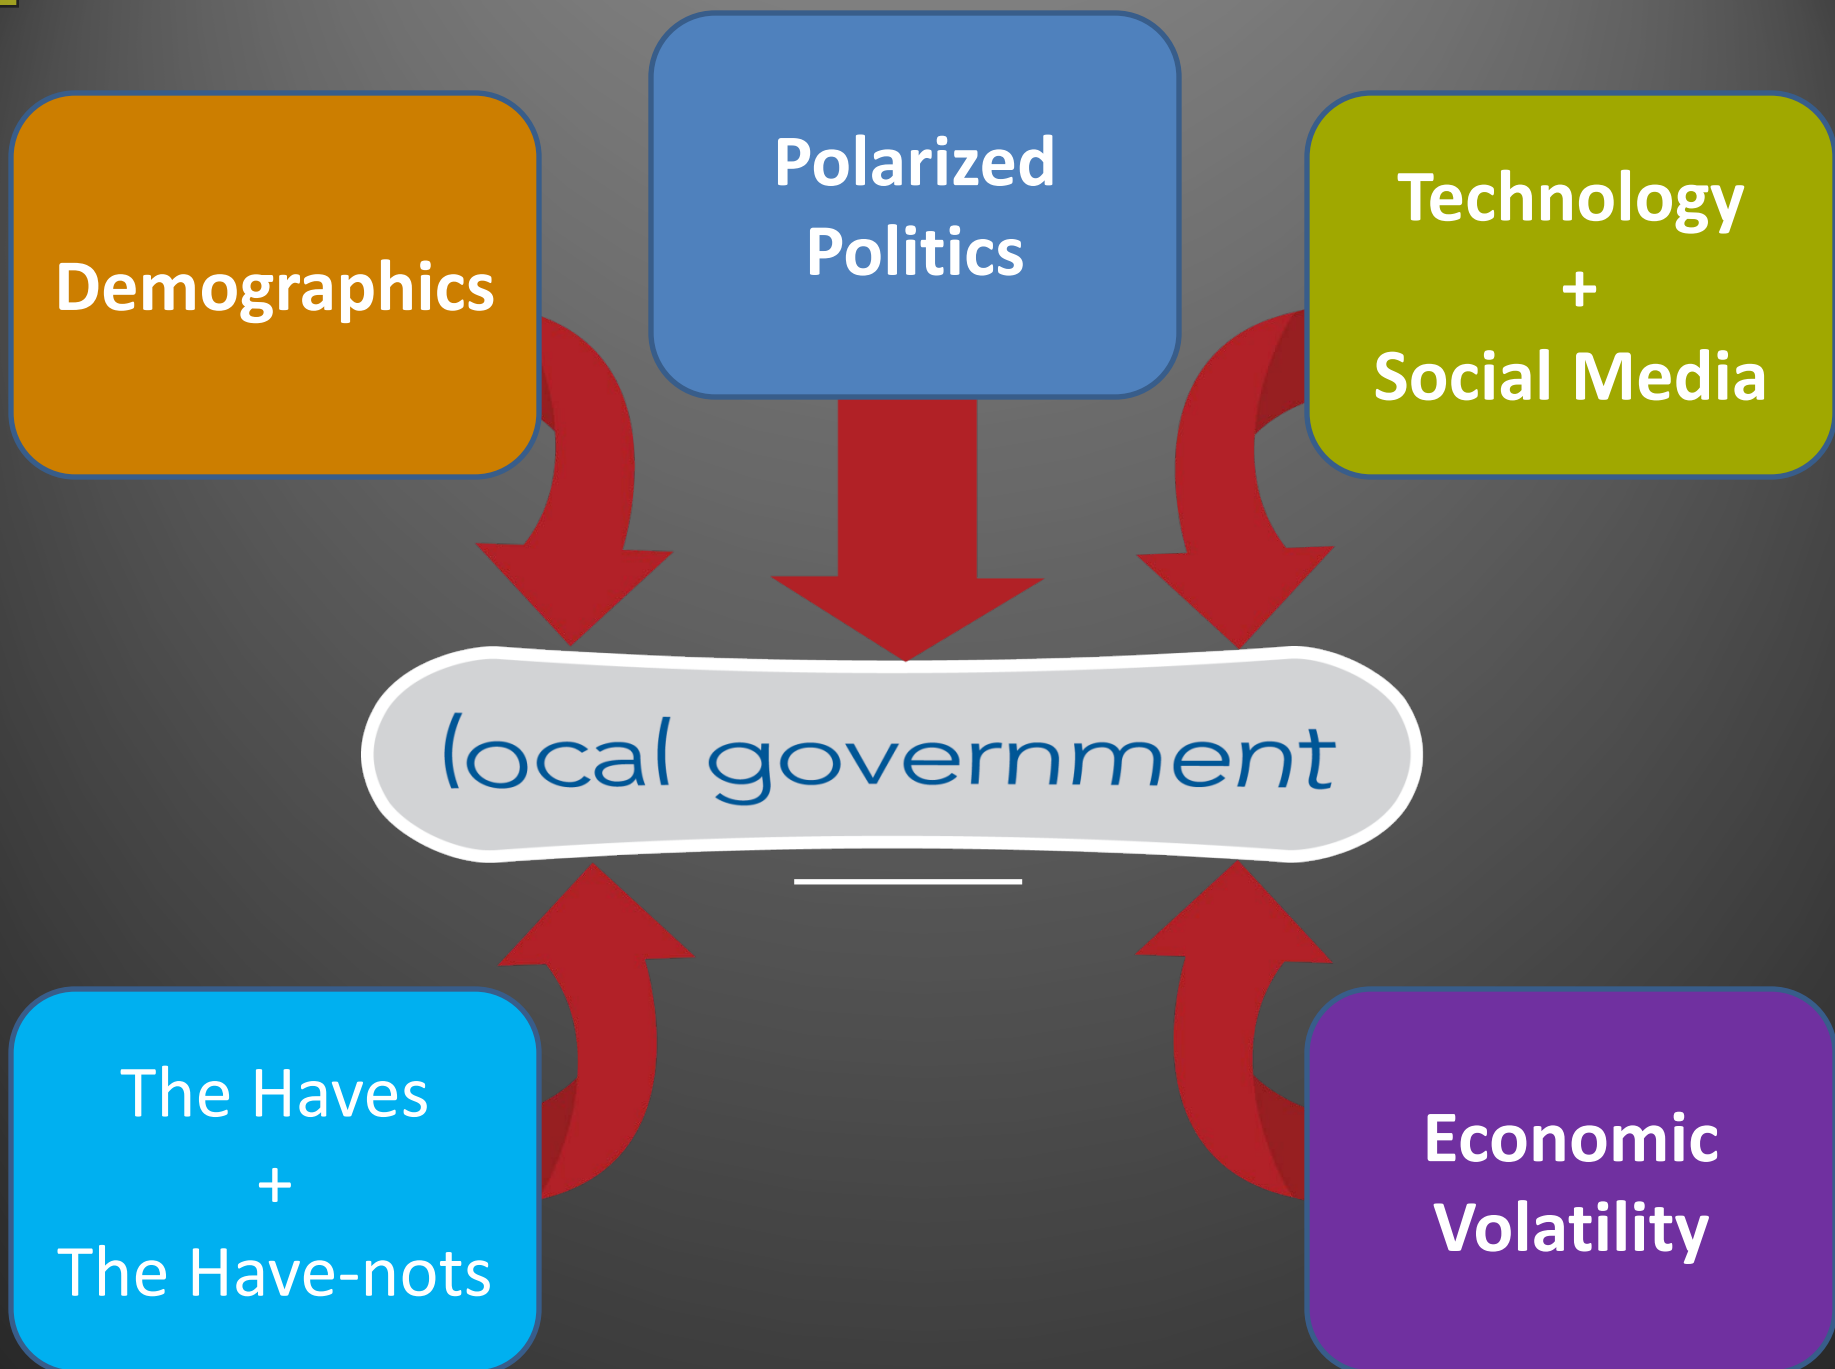 Demographics
Polarized
Politics
Technology
+
Social Media
local government
The Haves
+
The Have-nots
Economic
Volatility